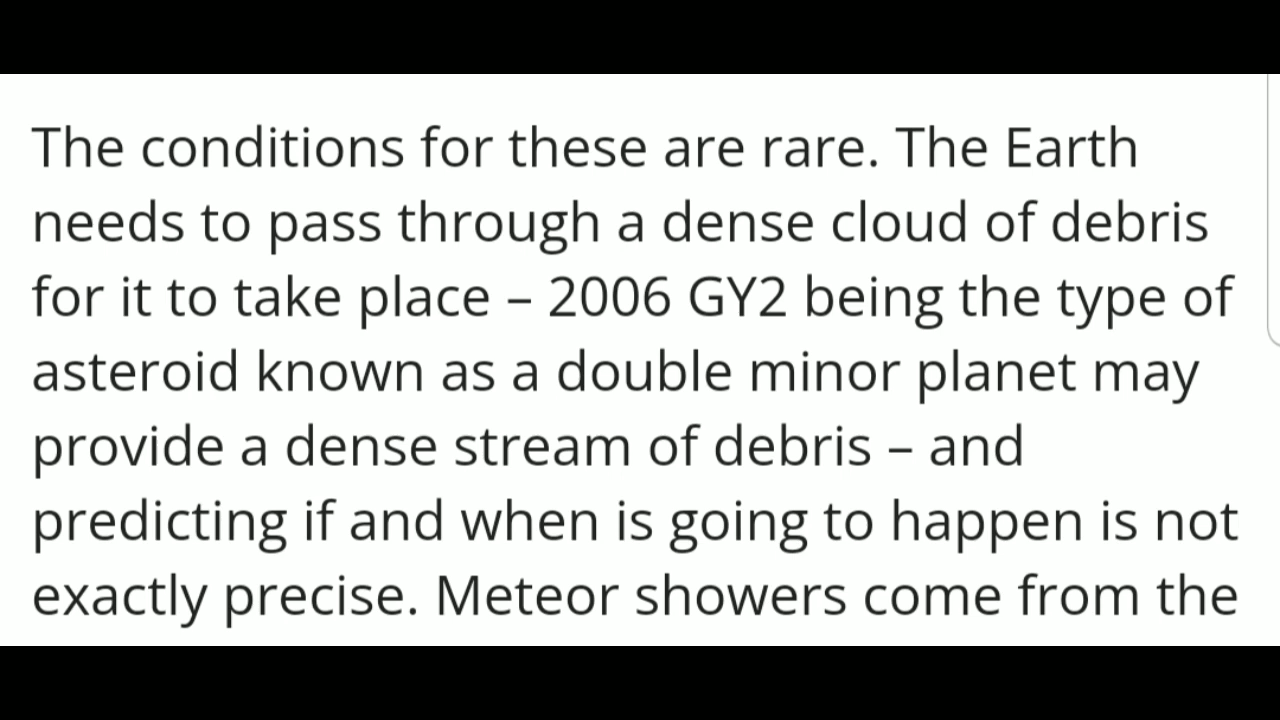 The conditions for these are rare. The Earth
needs to pass through a dense cloud of debris
for it to take place – 2006 GY2 being the type of
asteroid known as a double minor planet may
provide a dense stream of debris – and
predicting if and when is going to happen is not
exactly precise. Meteor showers come from the